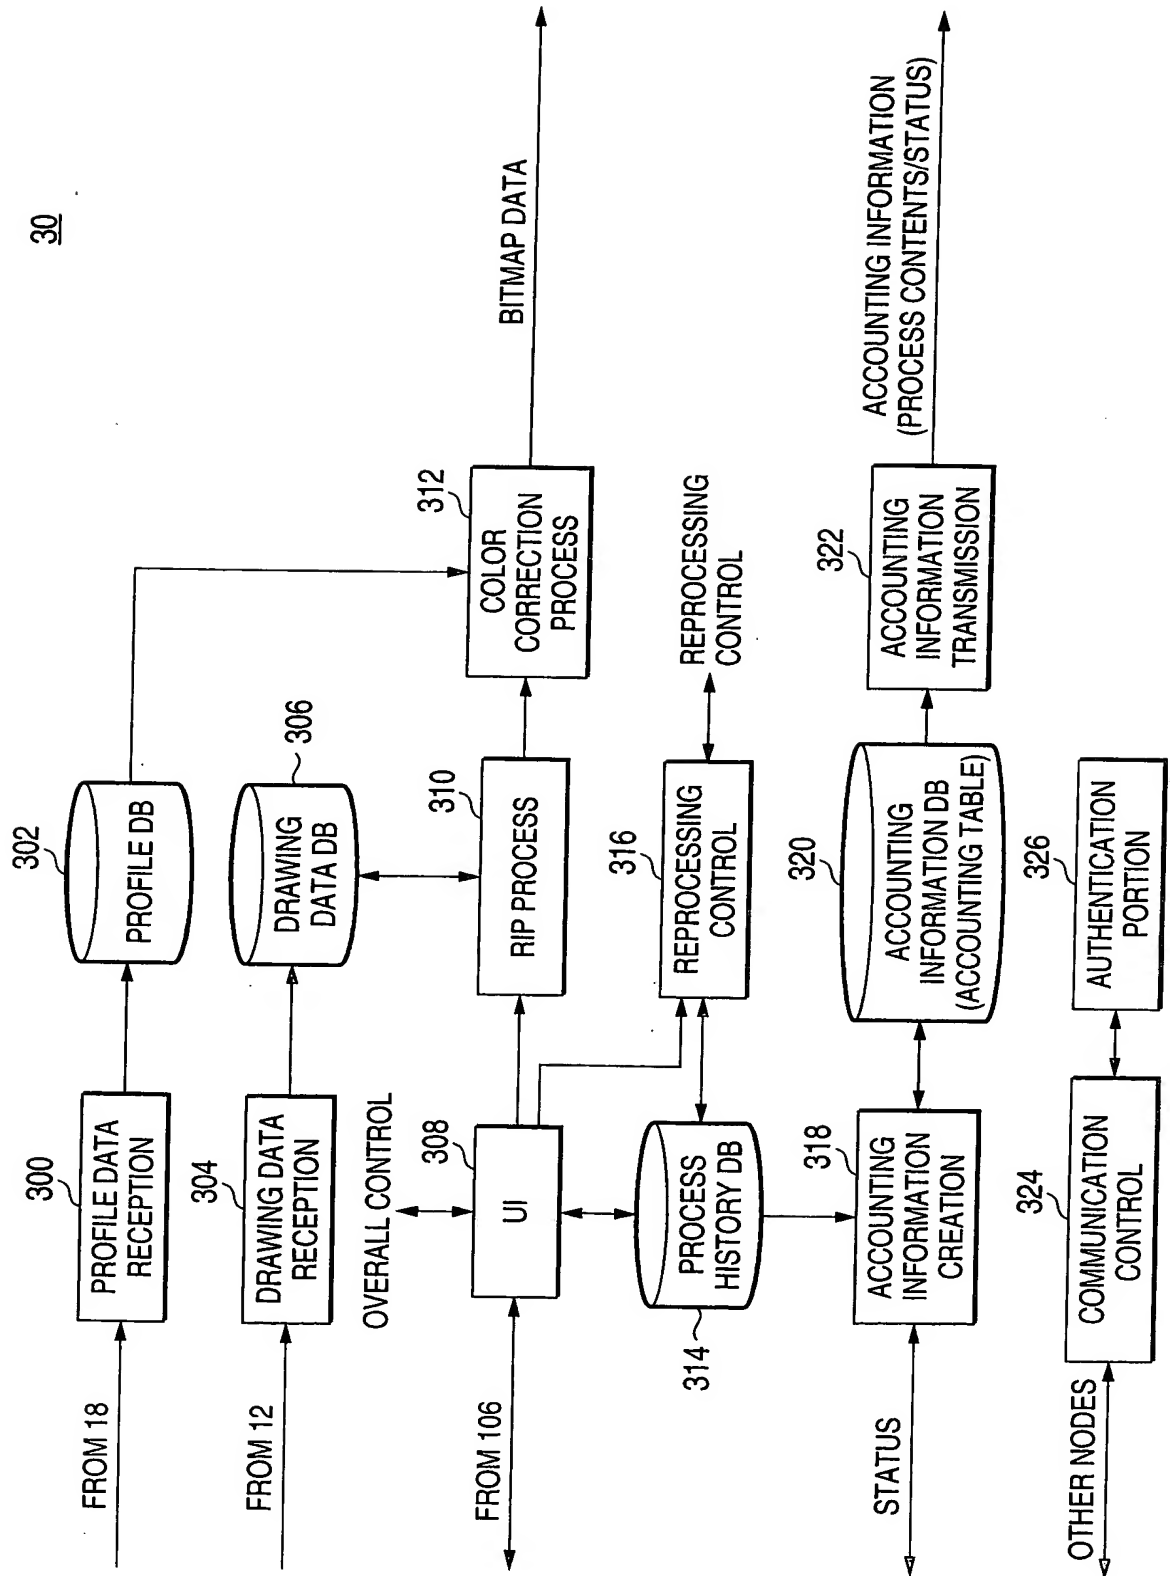 30
FROM 18
300
PROFILE DATA
RECEPTION
302
PROFILE DB
FROM 12
304
DRAWING DATA
RECEPTION
306
DRAWING
DATA DB
OVERALL CONTROL
FROM 106
308
UI
310
RIP PROCESS
312
COLOR
CORRECTION
PROCESS
BITMAP DATA
314
PROCESS
HISTORY DB
316
REPROCESSING
CONTROL
REPROCESSING
CONTROL
STATUS
318
ACCOUNTING
INFORMATION
CREATION
320
ACCOUNTING
INFORMATION DB
(ACCOUNTING TABLE)
322
ACCOUNTING
INFORMATION
TRANSMISSION
ACCOUNTING INFORMATION
(PROCESS CONTENTS/STATUS)
OTHER NODES
324
COMMUNICATION
CONTROL
326
AUTHENTICATION
PORTION